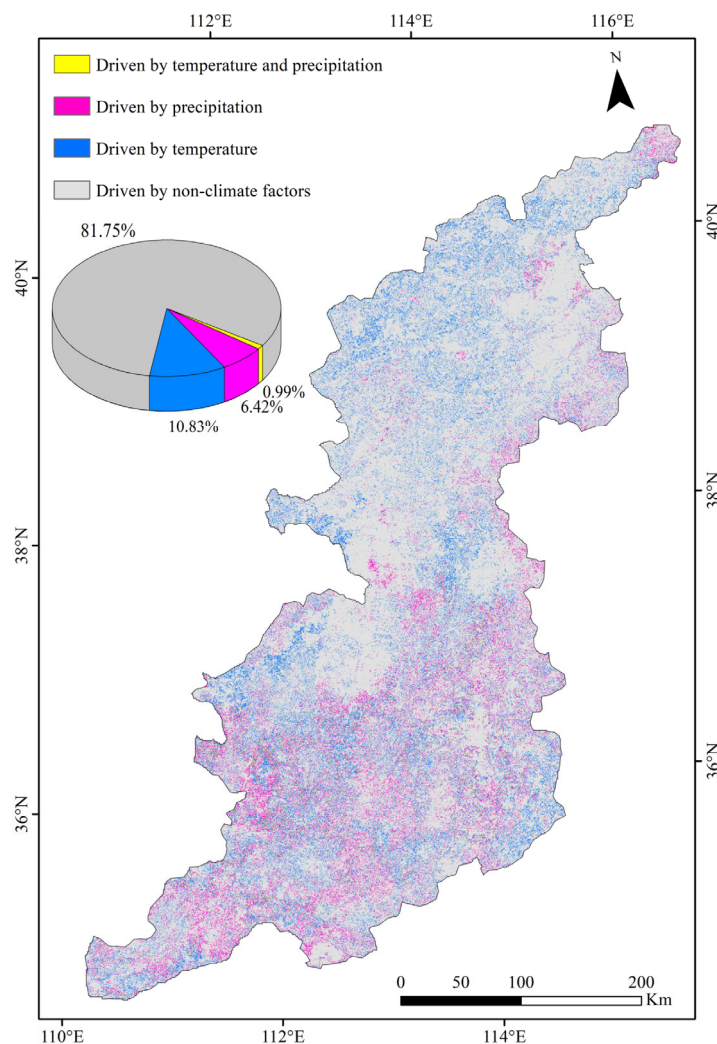 112°E 114°E 116°E
N
Driven by temperature and precipitation
Driven by precipitation
Driven by temperature
Driven by non-climate factors
81.75%
0.99%
6.42%
10.83%
40°N
38°N
36°N
40°N
38°N
36°N
0 50 100 200
Km
110°E 112°E 114°E